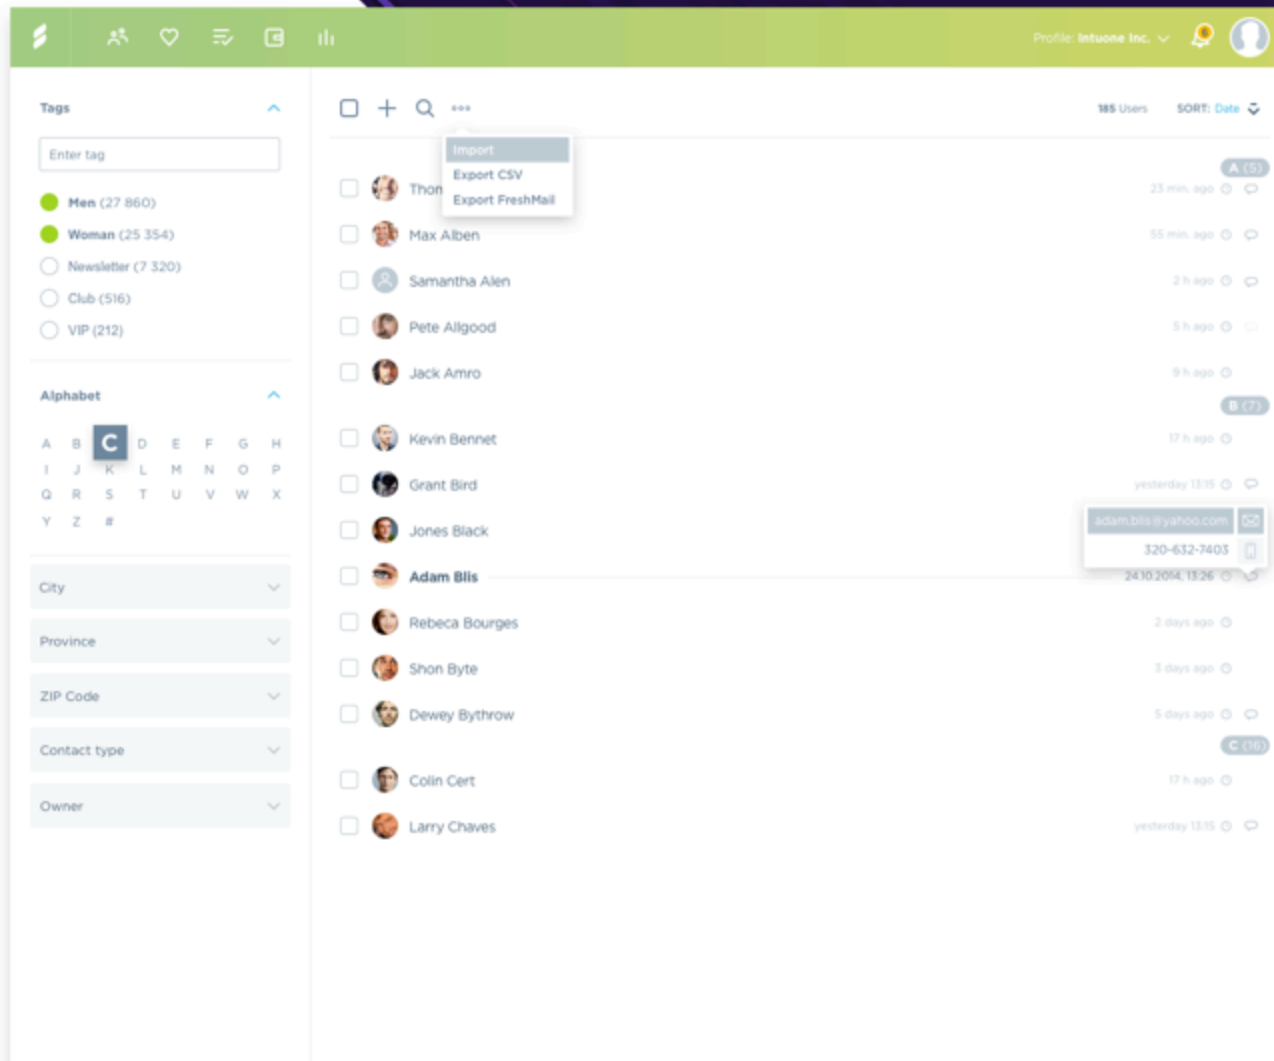 Profile: Intuone Inc.
6
Tags
Enter tag
Men (27 860)
Woman (25 354)
Newsletter (7 320)
Club (516)
VIP (212)
Alphabet
A B C D E F G H
I J K L M N O P
Q R S T U V W X
Y Z #
City
Province
ZIP Code
Contact type
Owner
185 Users SORT: Date
Import
Export CSV
Export FreshMail
A (5)
Thon 23 min. ago
Max Alben 55 min. ago
Samantha Alen 2 h ago
Pete Allgood 5 h ago
Jack Amro 9 h ago
B (7)
Kevin Bennet 17 h ago
Grant Bird yesterday 13:15
adam.blis@yahoo.com
Jones Black
320-632-7403
Adam Blis 24.10.2014, 13:26
Rebeca Bourges 2 days ago
Shon Byte 3 days ago
Dewey Bythrow 5 days ago
C (16)
Colin Cert 17 h ago
Larry Chaves yesterday 13:15